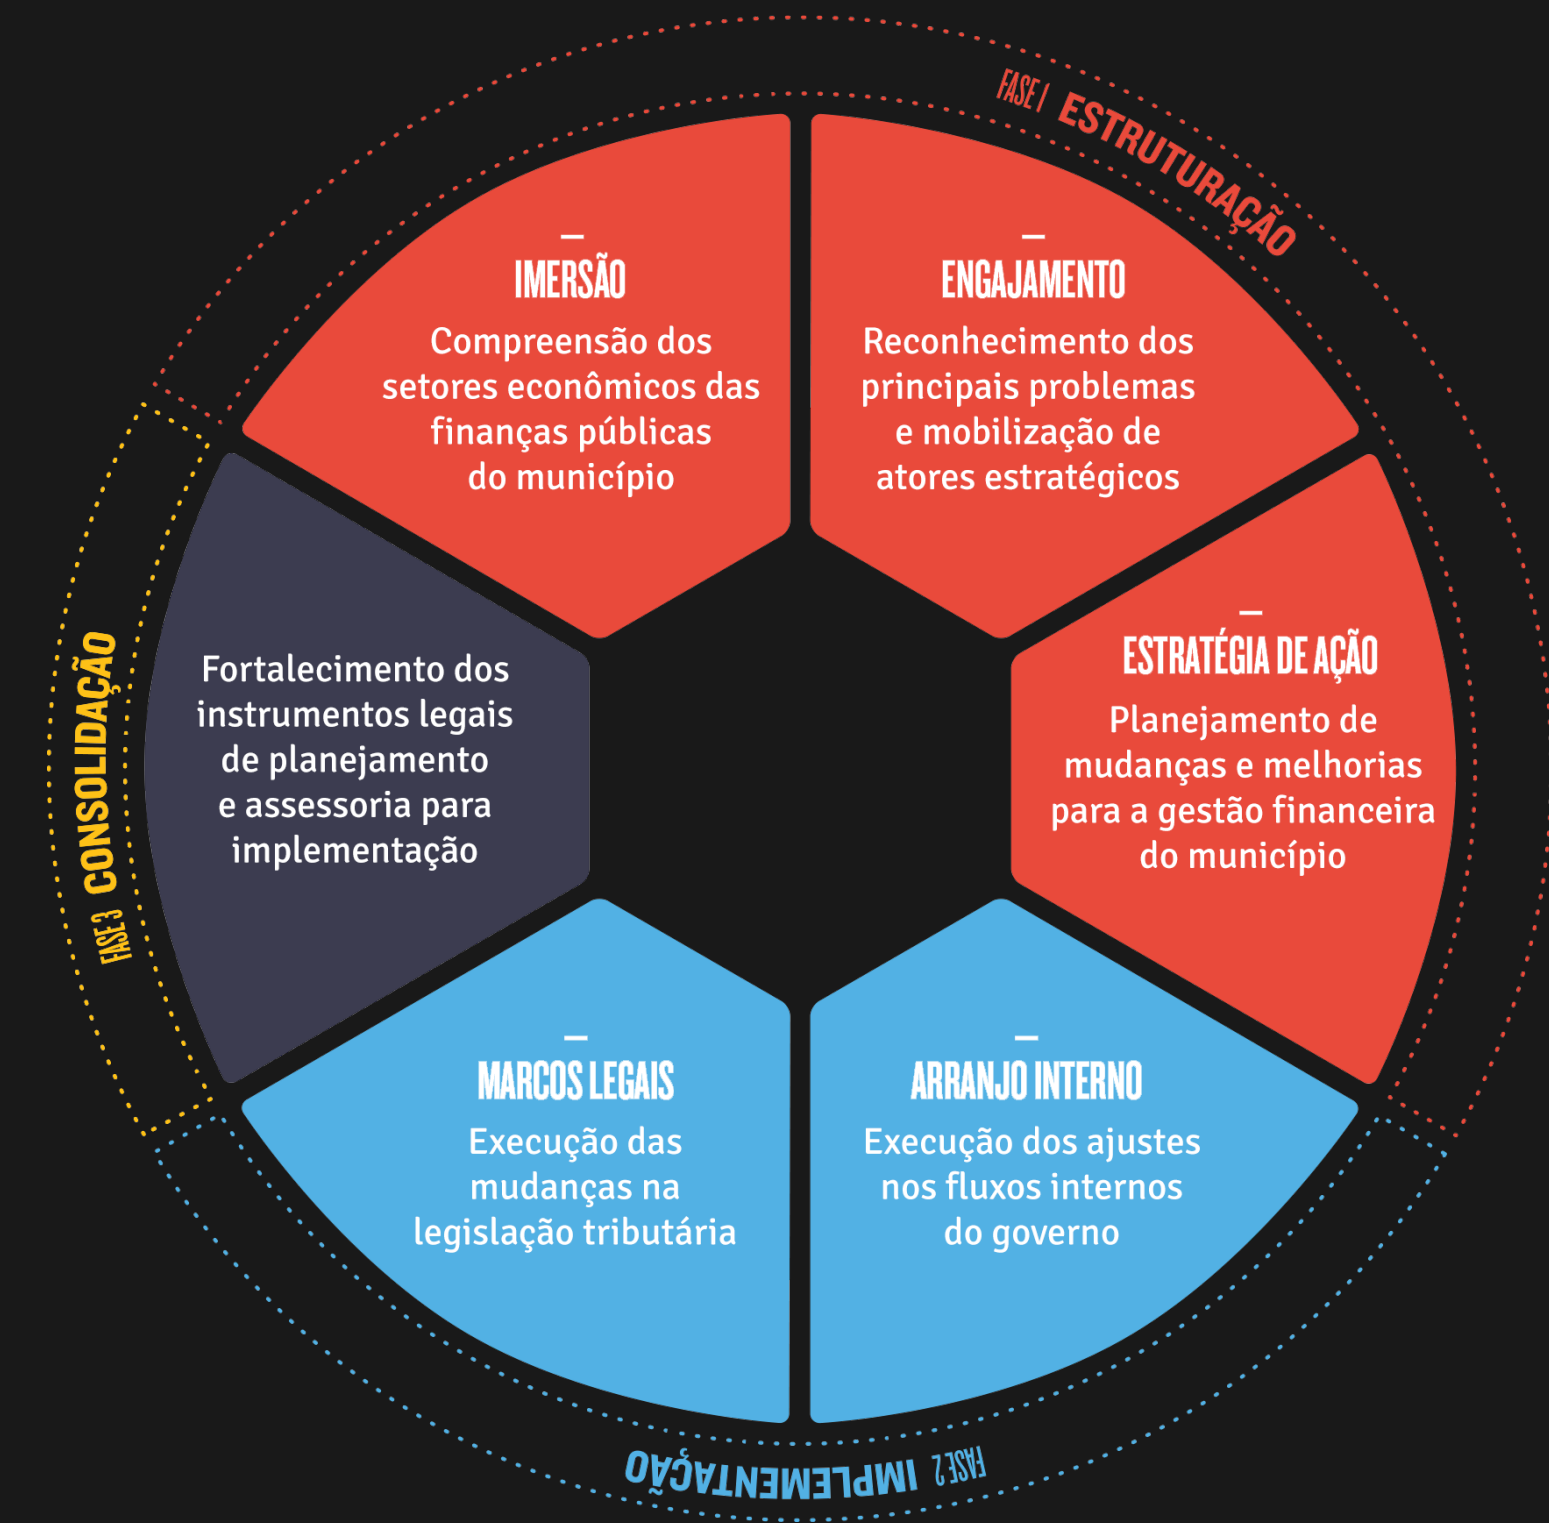 FASE 1 ESTRUTURAÇÃO
IMERSÃO
Compreensão dos
setores econômicos das
finanças públicas
do município
ENGAJAMENTO
Reconhecimento dos
principais problemas
e mobilização de
atores estratégicos
ESTRATÉGIA DE AÇÃO
Planejamento de
mudanças e melhorias
para a gestão financeira
do município
FASE 2 IMPLEMENTAÇÃO
ARRANJO INTERNO
Execução dos ajustes
nos fluxos internos
do governo
MARCOS LEGAIS
Execução das
mudanças na
legislação tributária
FASE 3 CONSOLIDAÇÃO
Fortalecimento dos
instrumentos legais
de planejamento
e assessoria para
implementação